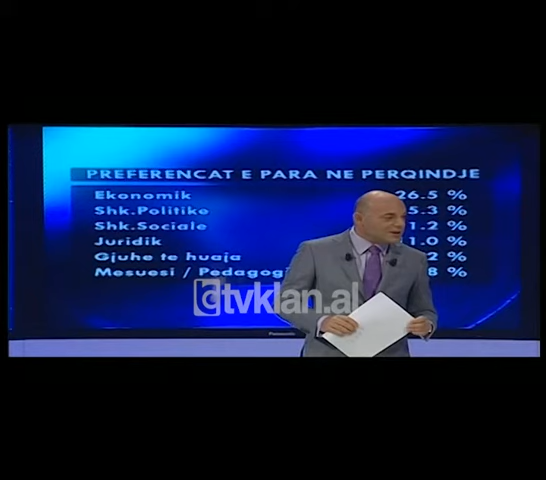 PREFERENCAT E PARA NE PERQINDJE
Ekonomik 26.5 %
Shk.Politike 5.3 %
Shk.Sociale 1.2 %
Juridik 1.0 %
Gjuhe te huaja 2 %
Mesuesi / Pedagogi 8 %
tvklan.al
Panasonic